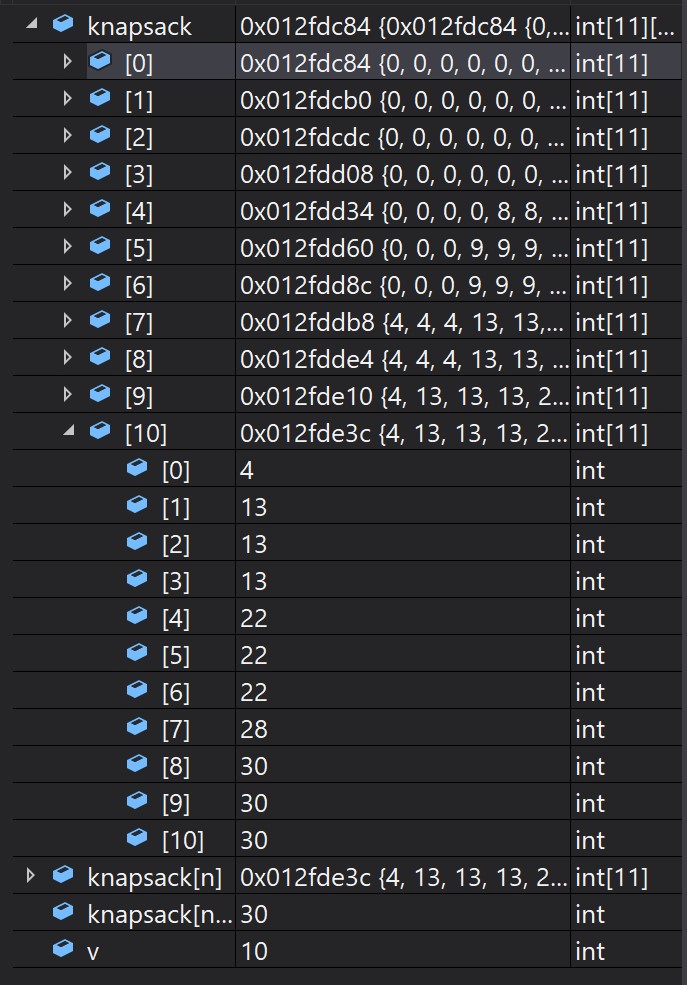 knapsack 0x012fdc84 {0x012fdc84 {0,... int[11][...
[0] 0x012fdc84 {0, 0, 0, 0, 0, 0, ... int[11]
[1] 0x012fdcb0 {0, 0, 0, 0, 0, 0, ... int[11]
[2] 0x012fdcdc {0, 0, 0, 0, 0, 0, ... int[11]
[3] 0x012fdd08 {0, 0, 0, 0, 0, 0, ... int[11]
[4] 0x012fdd34 {0, 0, 0, 0, 8, 8, ... int[11]
[5] 0x012fdd60 {0, 0, 0, 9, 9, 9, ... int[11]
[6] 0x012fdd8c {0, 0, 0, 9, 9, 9, ... int[11]
[7] 0x012fddb8 {4, 4, 4, 13, 13,... int[11]
[8] 0x012fdde4 {4, 4, 4, 13, 13, ... int[11]
[9] 0x012fde10 {4, 13, 13, 13, 2... int[11]
[10] 0x012fde3c {4, 13, 13, 13, 2... int[11]
[0] 4 int
[1] 13 int
[2] 13 int
[3] 13 int
[4] 22 int
[5] 22 int
[6] 22 int
[7] 28 int
[8] 30 int
[9] 30 int
[10] 30 int
knapsack[n] 0x012fde3c {4, 13, 13, 13, 2... int[11]
knapsack[n... 30 int
v 10 int